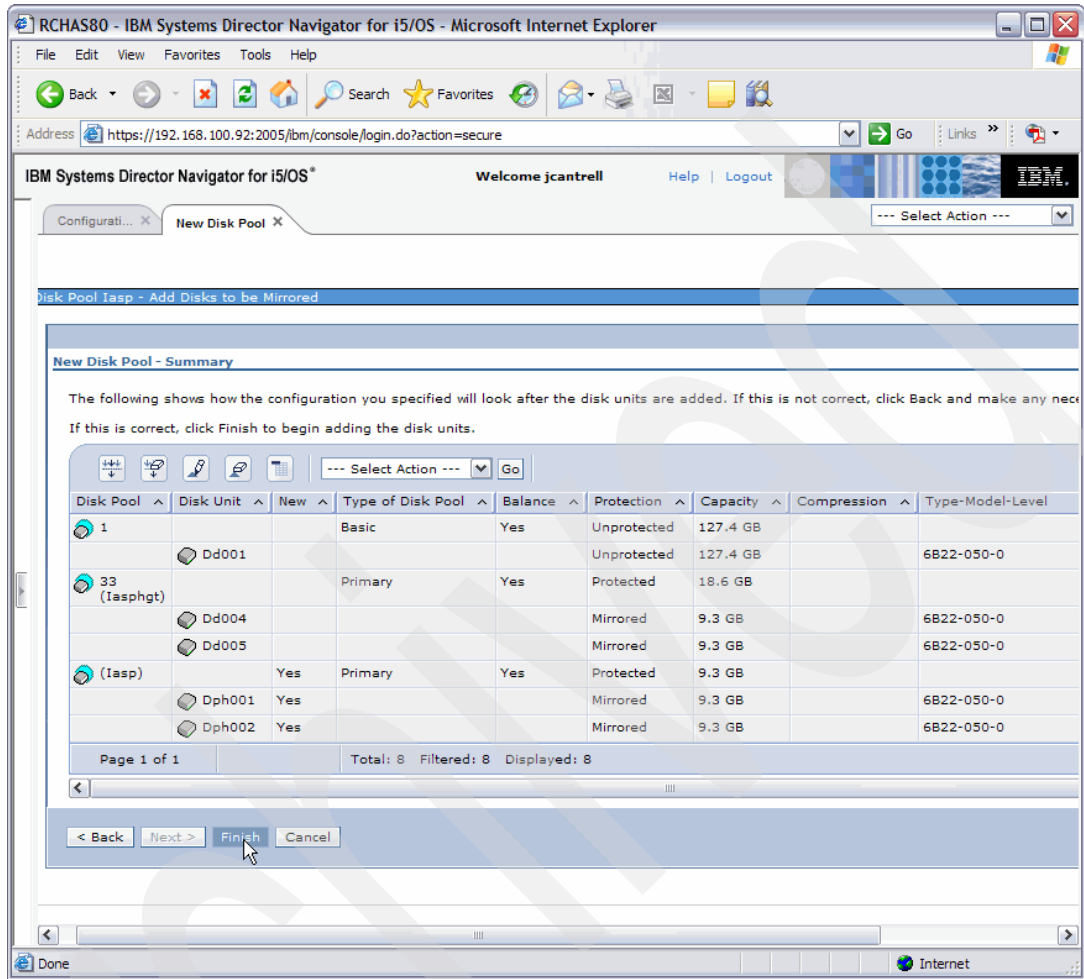 RCHAS80 - IBM Systems Director Navigator for i5/OS - Microsoft Internet Explorer
File Edit View Favorites Tools Help
Back Search Favorites
Address https://192.168.100.92:2005/ibm/console/login.do?action=secure Go Links »
IBM Systems Director Navigator for i5/OS® Welcome jcantrell Help | Logout IBM.
Configurati... New Disk Pool --- Select Action ---
Disk Pool Iasp - Add Disks to be Mirrored
New Disk Pool - Summary
The following shows how the configuration you specified will look after the disk units are added. If this is not correct, click Back and make any nece
If this is correct, click Finish to begin adding the disk units.
--- Select Action --- Go
Disk Pool Disk Unit New Type of Disk Pool Balance Protection Capacity Compression Type-Model-Level
1 Basic Yes Unprotected 127.4 GB
Dd001 Unprotected 127.4 GB 6B22-050-0
33 (Iasphgt) Primary Yes Protected 18.6 GB
Dd004 Mirrored 9.3 GB 6B22-050-0
Dd005 Mirrored 9.3 GB 6B22-050-0
(Iasp) Yes Primary Yes Protected 9.3 GB
Dph001 Yes Mirrored 9.3 GB 6B22-050-0
Dph002 Yes Mirrored 9.3 GB 6B22-050-0
Page 1 of 1 Total: 8 Filtered: 8 Displayed: 8
< Back Next > Finish Cancel
Done Internet